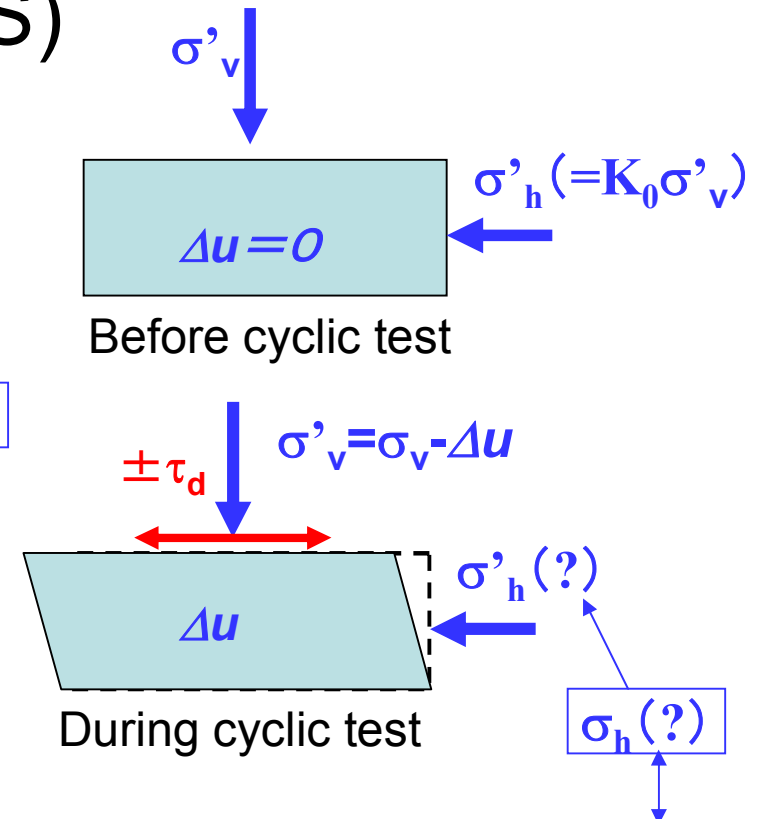 S)
σ'v
σ'h(=K0σ'v)
Δu=0
Before cyclic test
σ'v=σv-Δu
±τd
σ'h(?)
Δu
During cyclic test
σh(?)